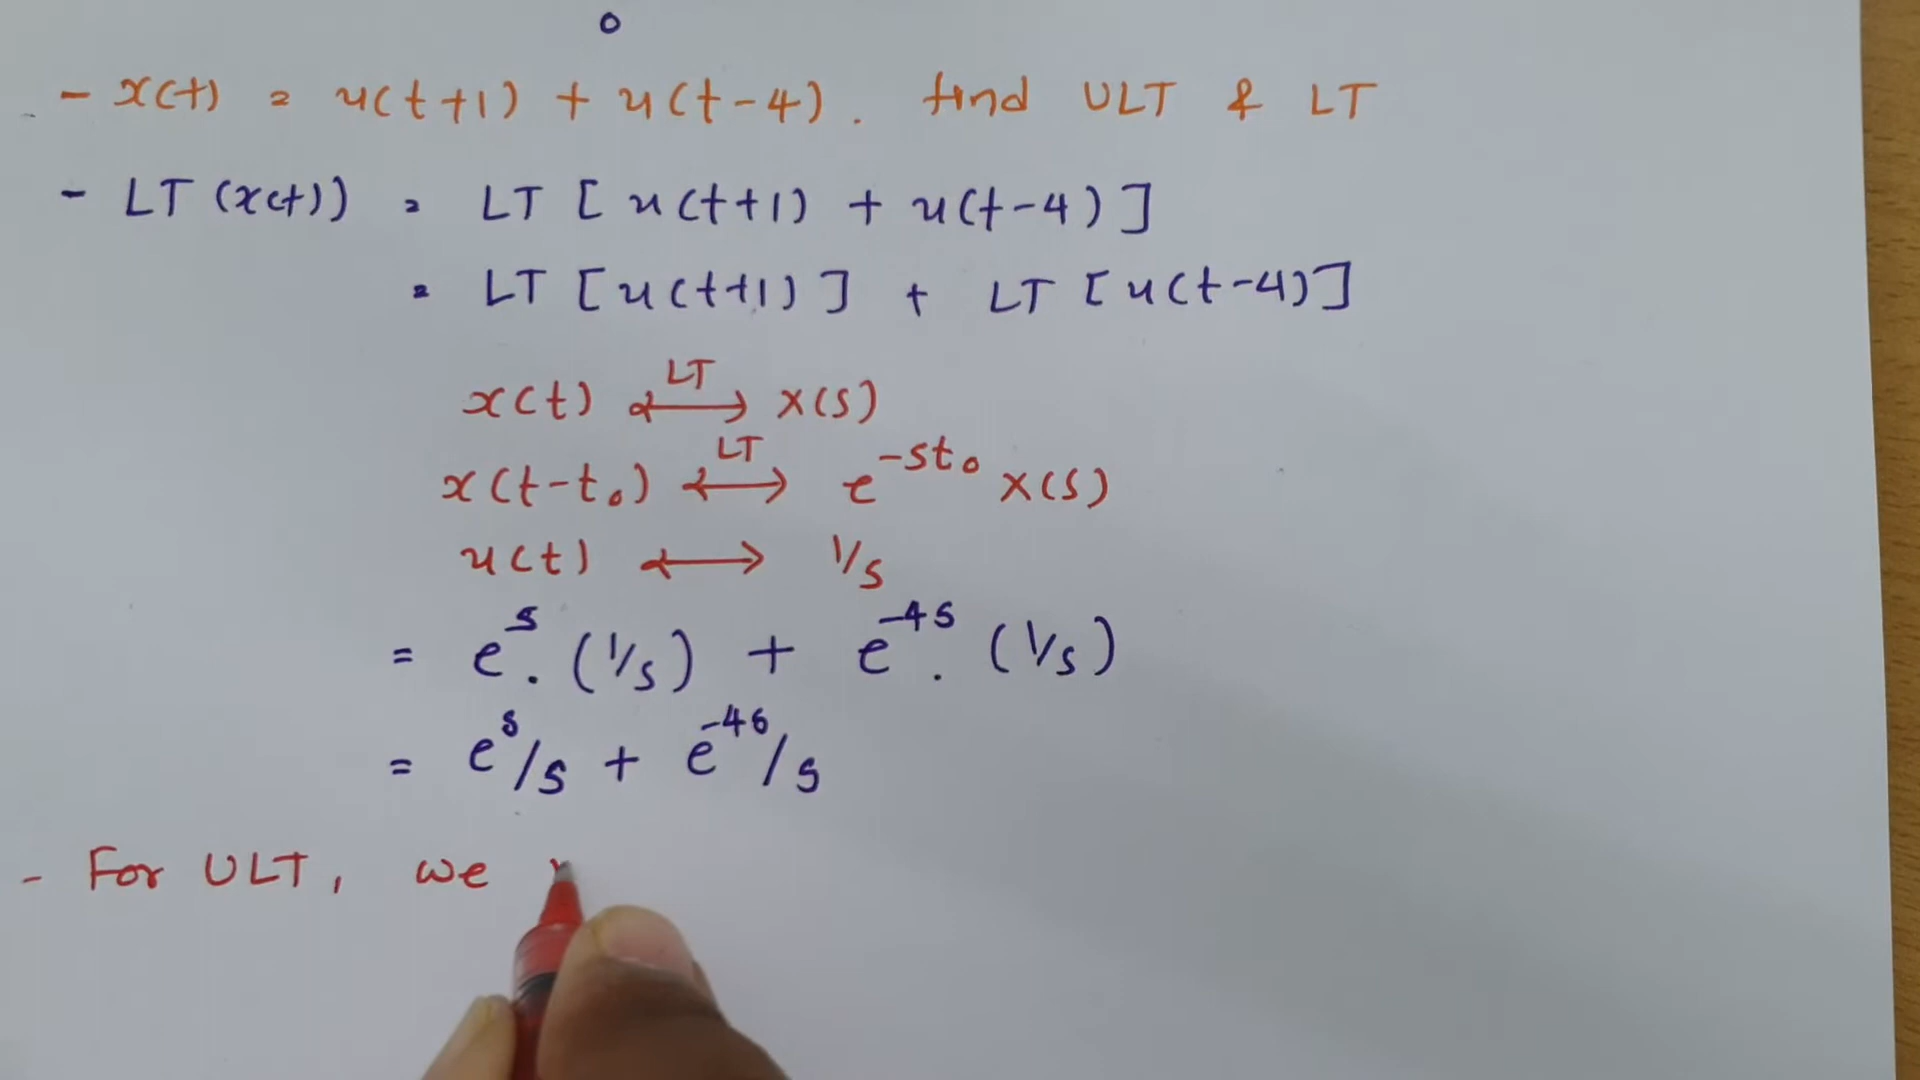 0
- x(t) = u(t+1) + u(t-4). find ULT & LT
- LT (x(t)) = LT [ u(t+1) + u(t-4) ]
= LT [u(t+1)] + LT [u(t-4)]
x(t) <--LT--> X(s)
x(t-t₀) <--LT--> e^-st₀ X(s)
u(t) <--> 1/s
= e^s . (1/s) + e^-4s . (1/s)
= e^s/s + e^-4s/s
- For ULT, we